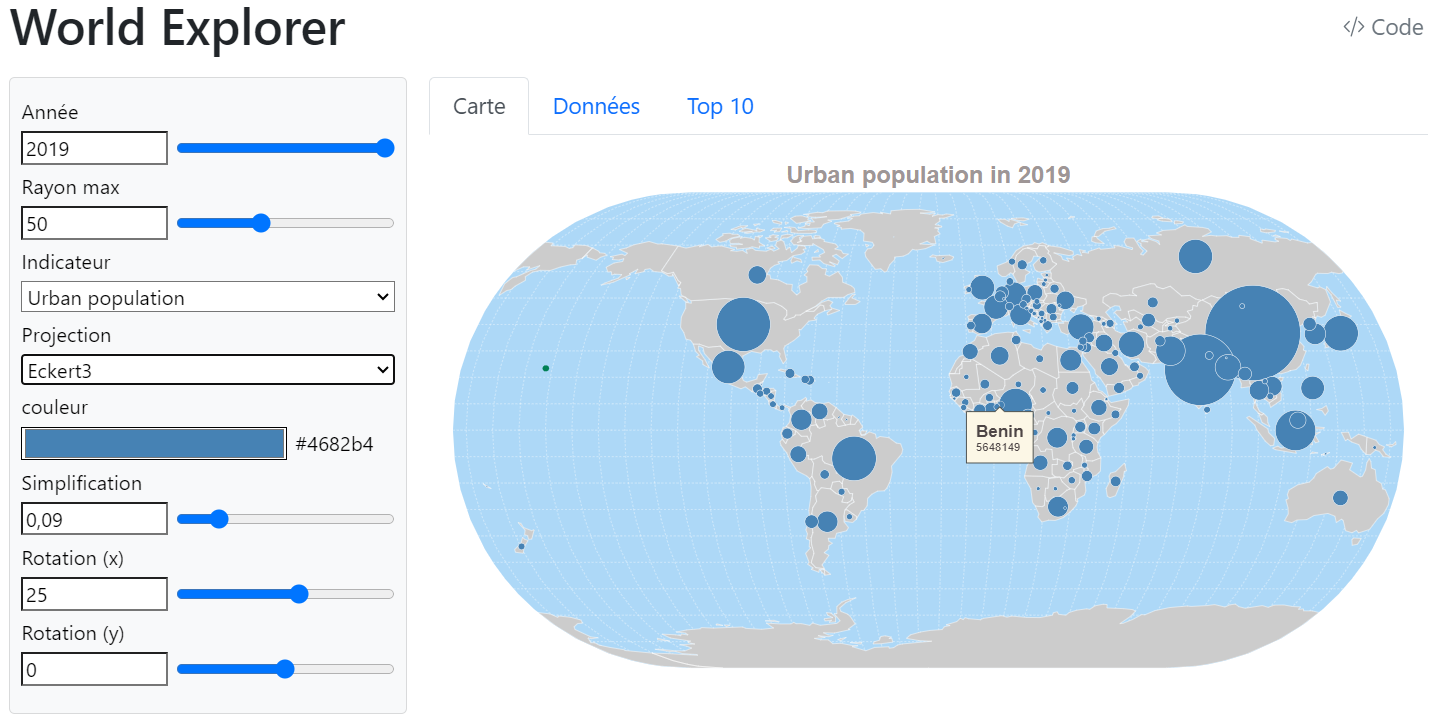 World Explorer
</> Code
Année
2019
Rayon max
50
Indicateur
Urban population
Projection
Eckert3
couleur
#4682b4
Simplification
0,09
Rotation (x)
25
Rotation (y)
0
Carte
Données
Top 10
Urban population in 2019
Benin
5648149